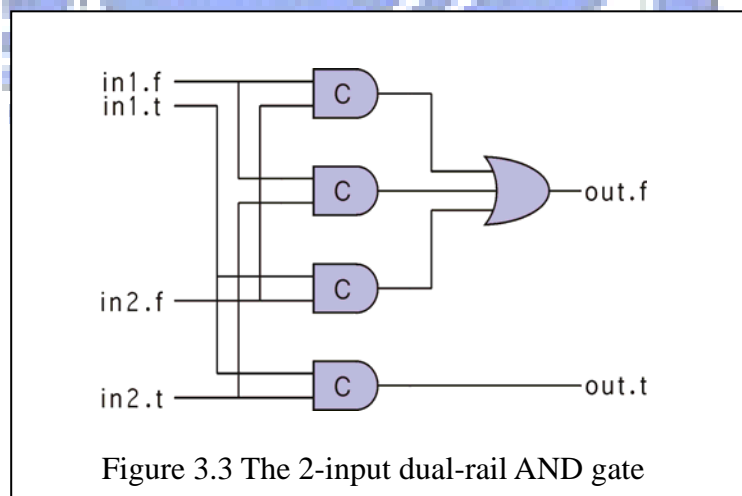 in1.f
in1.t
C
C
out.f
C
in2.f
C
out.t
in2.t
Figure 3.3 The 2-input dual-rail AND gate